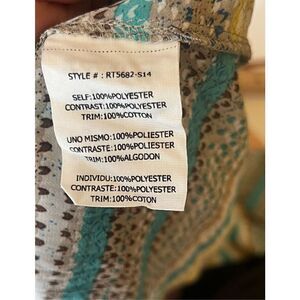 STYLE # : RT5682-S14
SELF:100%POLYESTER
CONTRAST:100%POLYESTER
TRIM:100%COTTON
UNO MISMO:100%POLIESTER
CONTRASTE:100%POLIESTER
TRIM:100%ALGODON
INDIVIDU:100%POLYESTER
CONTRASTE:100%POLYESTER
TRIM:100%COTON